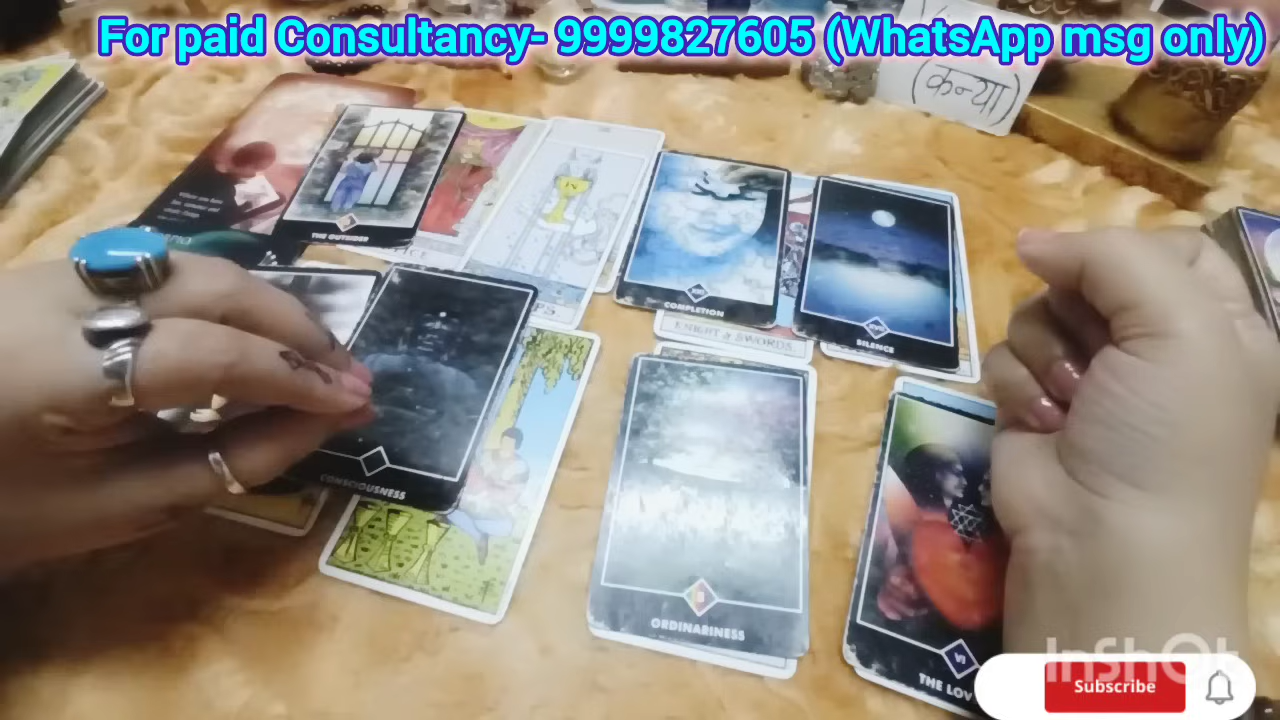 For paid Consultancy- 9999827605 (WhatsApp msg only)
(कन्या)
THE OUTSIDER
COMPLETION
KNIGHT of SWORDS
SILENCE
CONSCIOUSNESS
ORDINARINESS
VI
THE LOV
InShOt
Subscribe